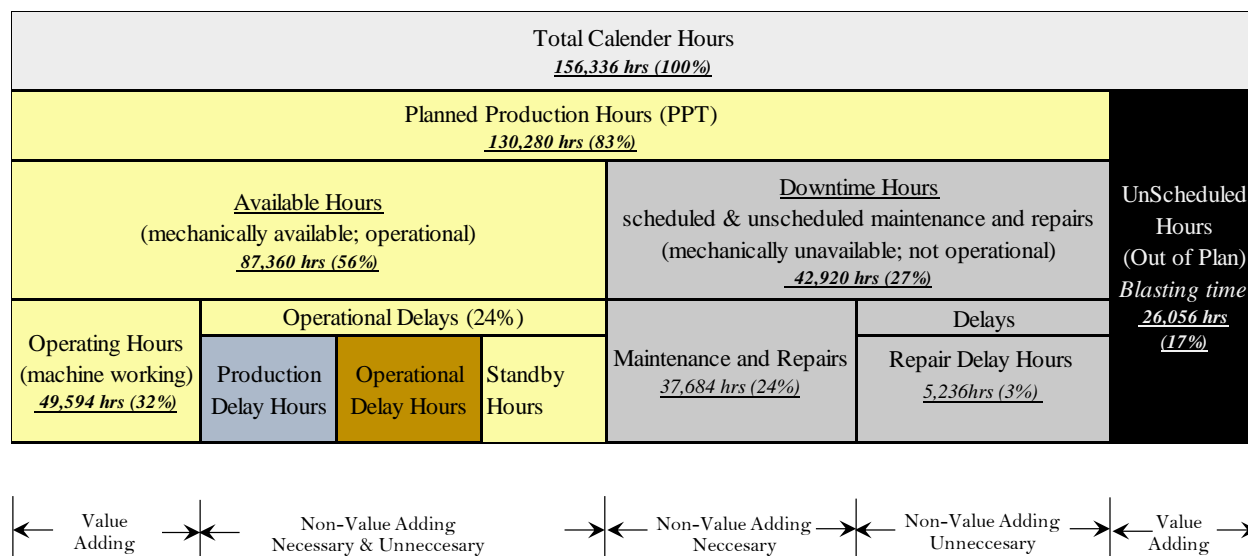 Total Calender Hours
156,336 hrs (100%)
Planned Production Hours (PPT)
130,280 hrs (83%)
Available Hours
(mechanically available; operational)
87,360 hrs (56%)
Downtime Hours
scheduled & unscheduled maintenance and repairs
(mechanically unavailable; not operational)
42,920 hrs (27%)
UnScheduled
Hours
(Out of Plan)
Blasting time
26,056 hrs
(17%)
Operating Hours
(machine working)
49,594 hrs (32%)
Operational Delays (24%)
Production
Delay Hours
Operational
Delay Hours
Standby
Hours
Maintenance and Repairs
37,684 hrs (24%)
Delays
Repair Delay Hours
5,236hrs (3%)
Value
Adding
Non-Value Adding
Necessary & Unneccesary
Non-Value Adding
Neccesary
Non-Value Adding
Unneccesary
Value
Adding